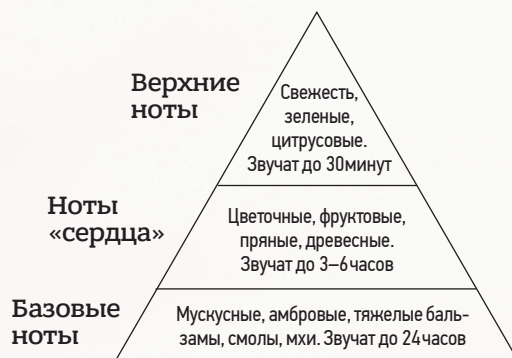 Верхние
ноты
Свежесть,
зеленые,
цитрусовые.
Звучат до 30минут
Ноты
«сердца»
Цветочные, фруктовые,
пряные, древесные.
Звучат до 3–6часов
Базовые
ноты
Мускусные, амбровые, тяжелые баль-
замы, смолы, мхи. Звучат до 24часов